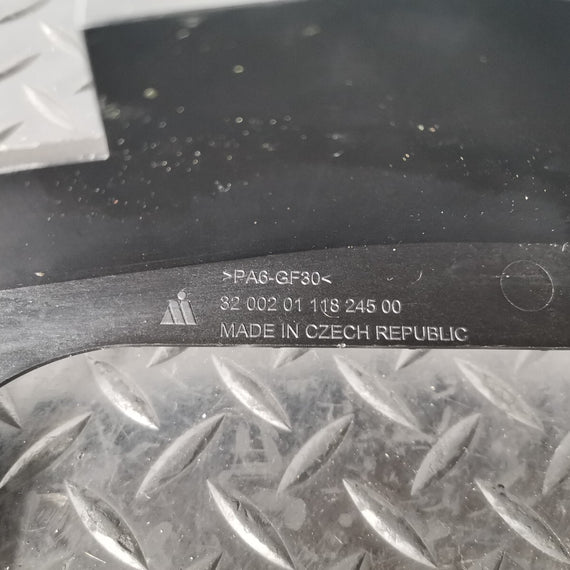 >PA6-GF30<
32 002 01 118 245 00
MADE IN CZECH REPUBLIC